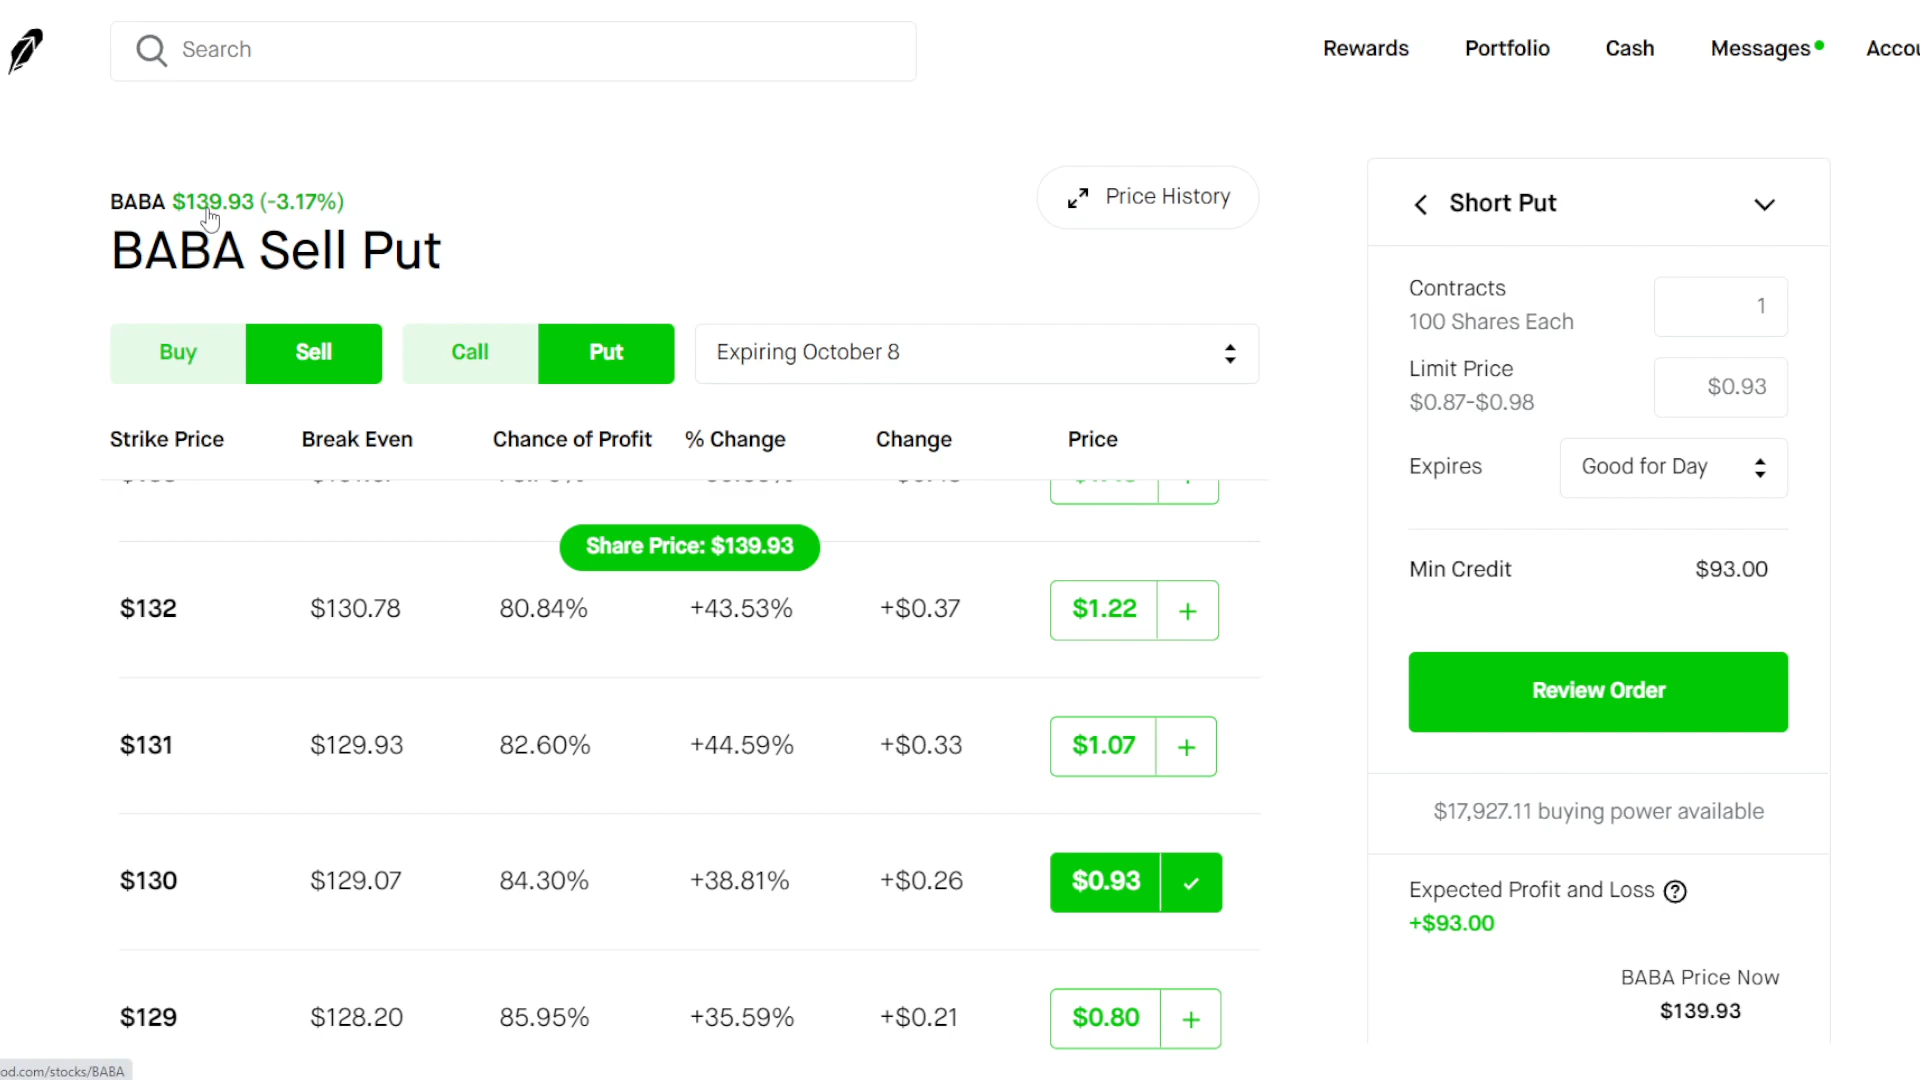 Search
Rewards Portfolio Cash Messages Accou
BABA $139.93 (-3.17%)
BABA Sell Put
Price History
Buy Sell Call Put Expiring October 8
Strike Price Break Even Chance of Profit % Change Change Price
Share Price: $139.93
$132 $130.78 80.84% +43.53% +$0.37 $1.22 +
$131 $129.93 82.60% +44.59% +$0.33 $1.07 +
$130 $129.07 84.30% +38.81% +$0.26 $0.93
$129 $128.20 85.95% +35.59% +$0.21 $0.80 +
Short Put
Contracts
100 Shares Each
1
Limit Price
$0.87-$0.98
$0.93
Expires Good for Day
Min Credit $93.00
Review Order
$17,927.11 buying power available
Expected Profit and Loss ?
+$93.00
BABA Price Now
$139.93
od.com/stocks/BABA